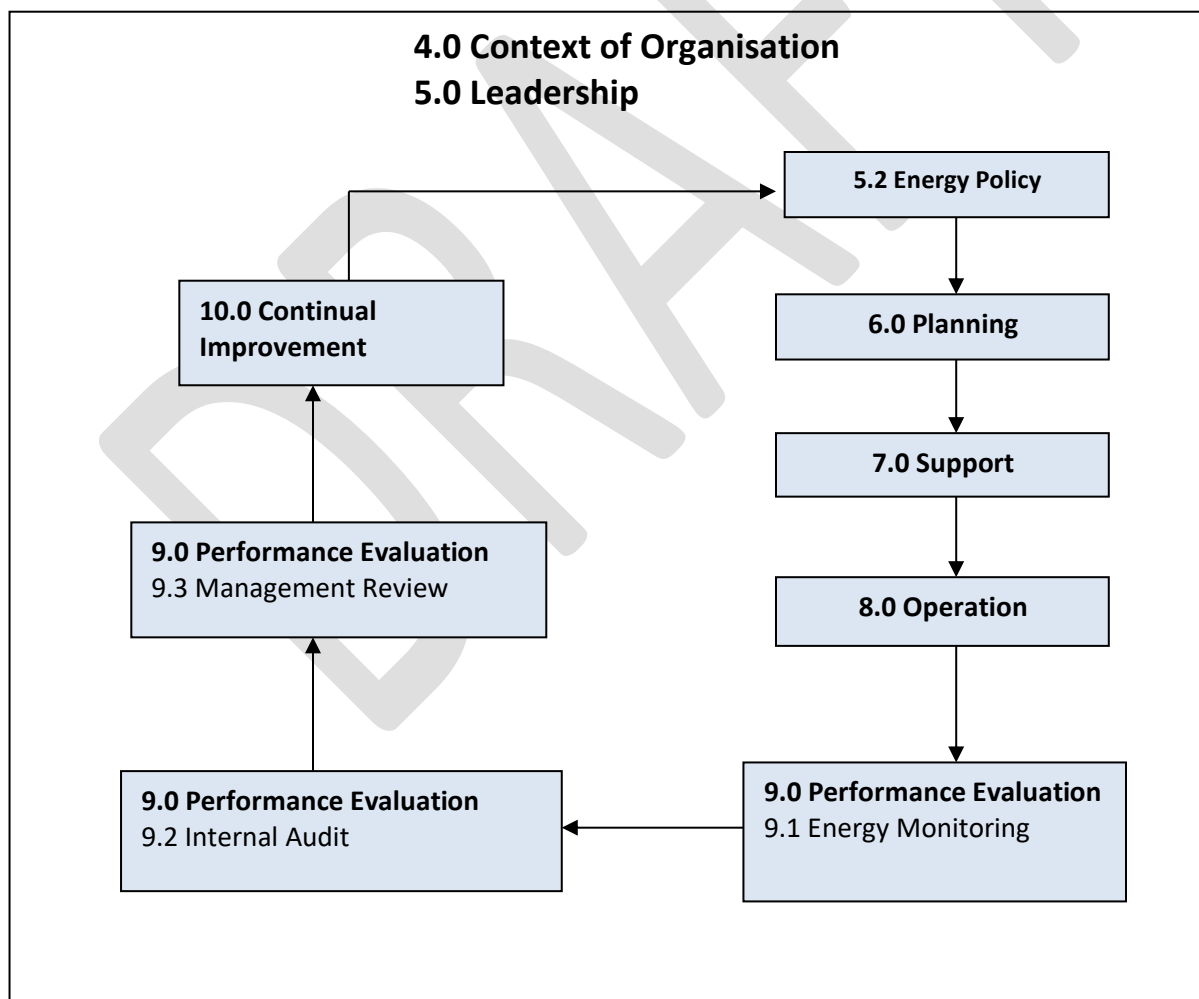 4.0 Context of Organisation
5.0 Leadership
5.2 Energy Policy
6.0 Planning
7.0 Support
8.0 Operation
9.0 Performance Evaluation
9.1 Energy Monitoring
9.0 Performance Evaluation
9.2 Internal Audit
9.0 Performance Evaluation
9.3 Management Review
10.0 Continual
Improvement
DRAFT